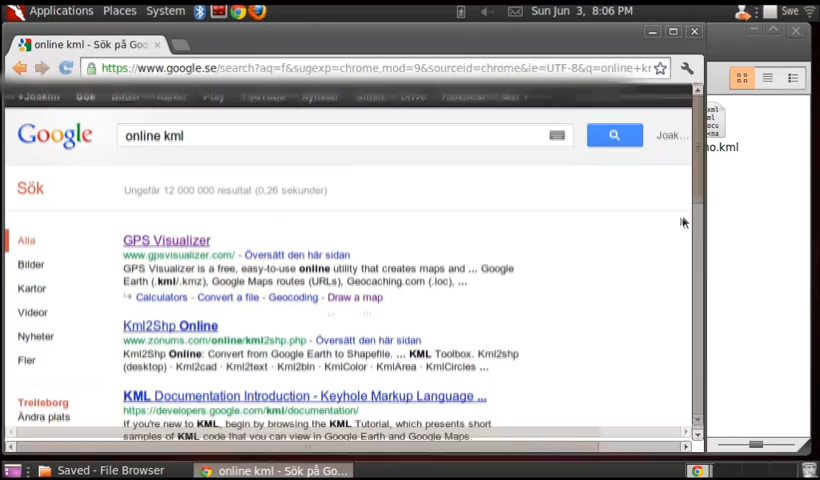 Applications Places System Sun Jun 3, 8:06 PM Swe
online kml - Sök på Goo
https://www.google.se/search?aq=f&sugexp=chrome,mod=9&sourceid=chrome&ie=UTF-8&q=online+k
Google online kml Joak...
no.kml
Sök Ungefär 12 000 000 resultat (0,26 sekunder)
Alla
Bilder
Kartor
Videor
Nyheter
Fler
Trelleborg
Ändra plats
GPS Visualizer
www.gpsvisualizer.com/ - Översätt den här sidan
GPS Visualizer is a free, easy-to-use online utility that creates maps and ... Google
Earth (.kml/.kmz), Google Maps routes (URLs), Geocaching.com (.loc), ...
Calculators - Convert a file - Geocoding - Draw a map
Kml2Shp Online
www.zonums.com/online/kml2shp.php - Översätt den här sidan
Kml2Shp Online: Convert from Google Earth to Shapefile. ... KML Toolbox. Kml2shp
(desktop) · Kml2cad · Kml2text · Kml2bln · KmlColor · KmlArea · KmlCircles ...
KML Documentation Introduction - Keyhole Markup Language ...
https://developers.google.com/kml/documentation/
If you're new to KML, begin by browsing the KML Tutorial, which presents short
samples of KML code that you can view in Google Earth and Google Maps.
Saved - File Browser online kml - Sök på Go...